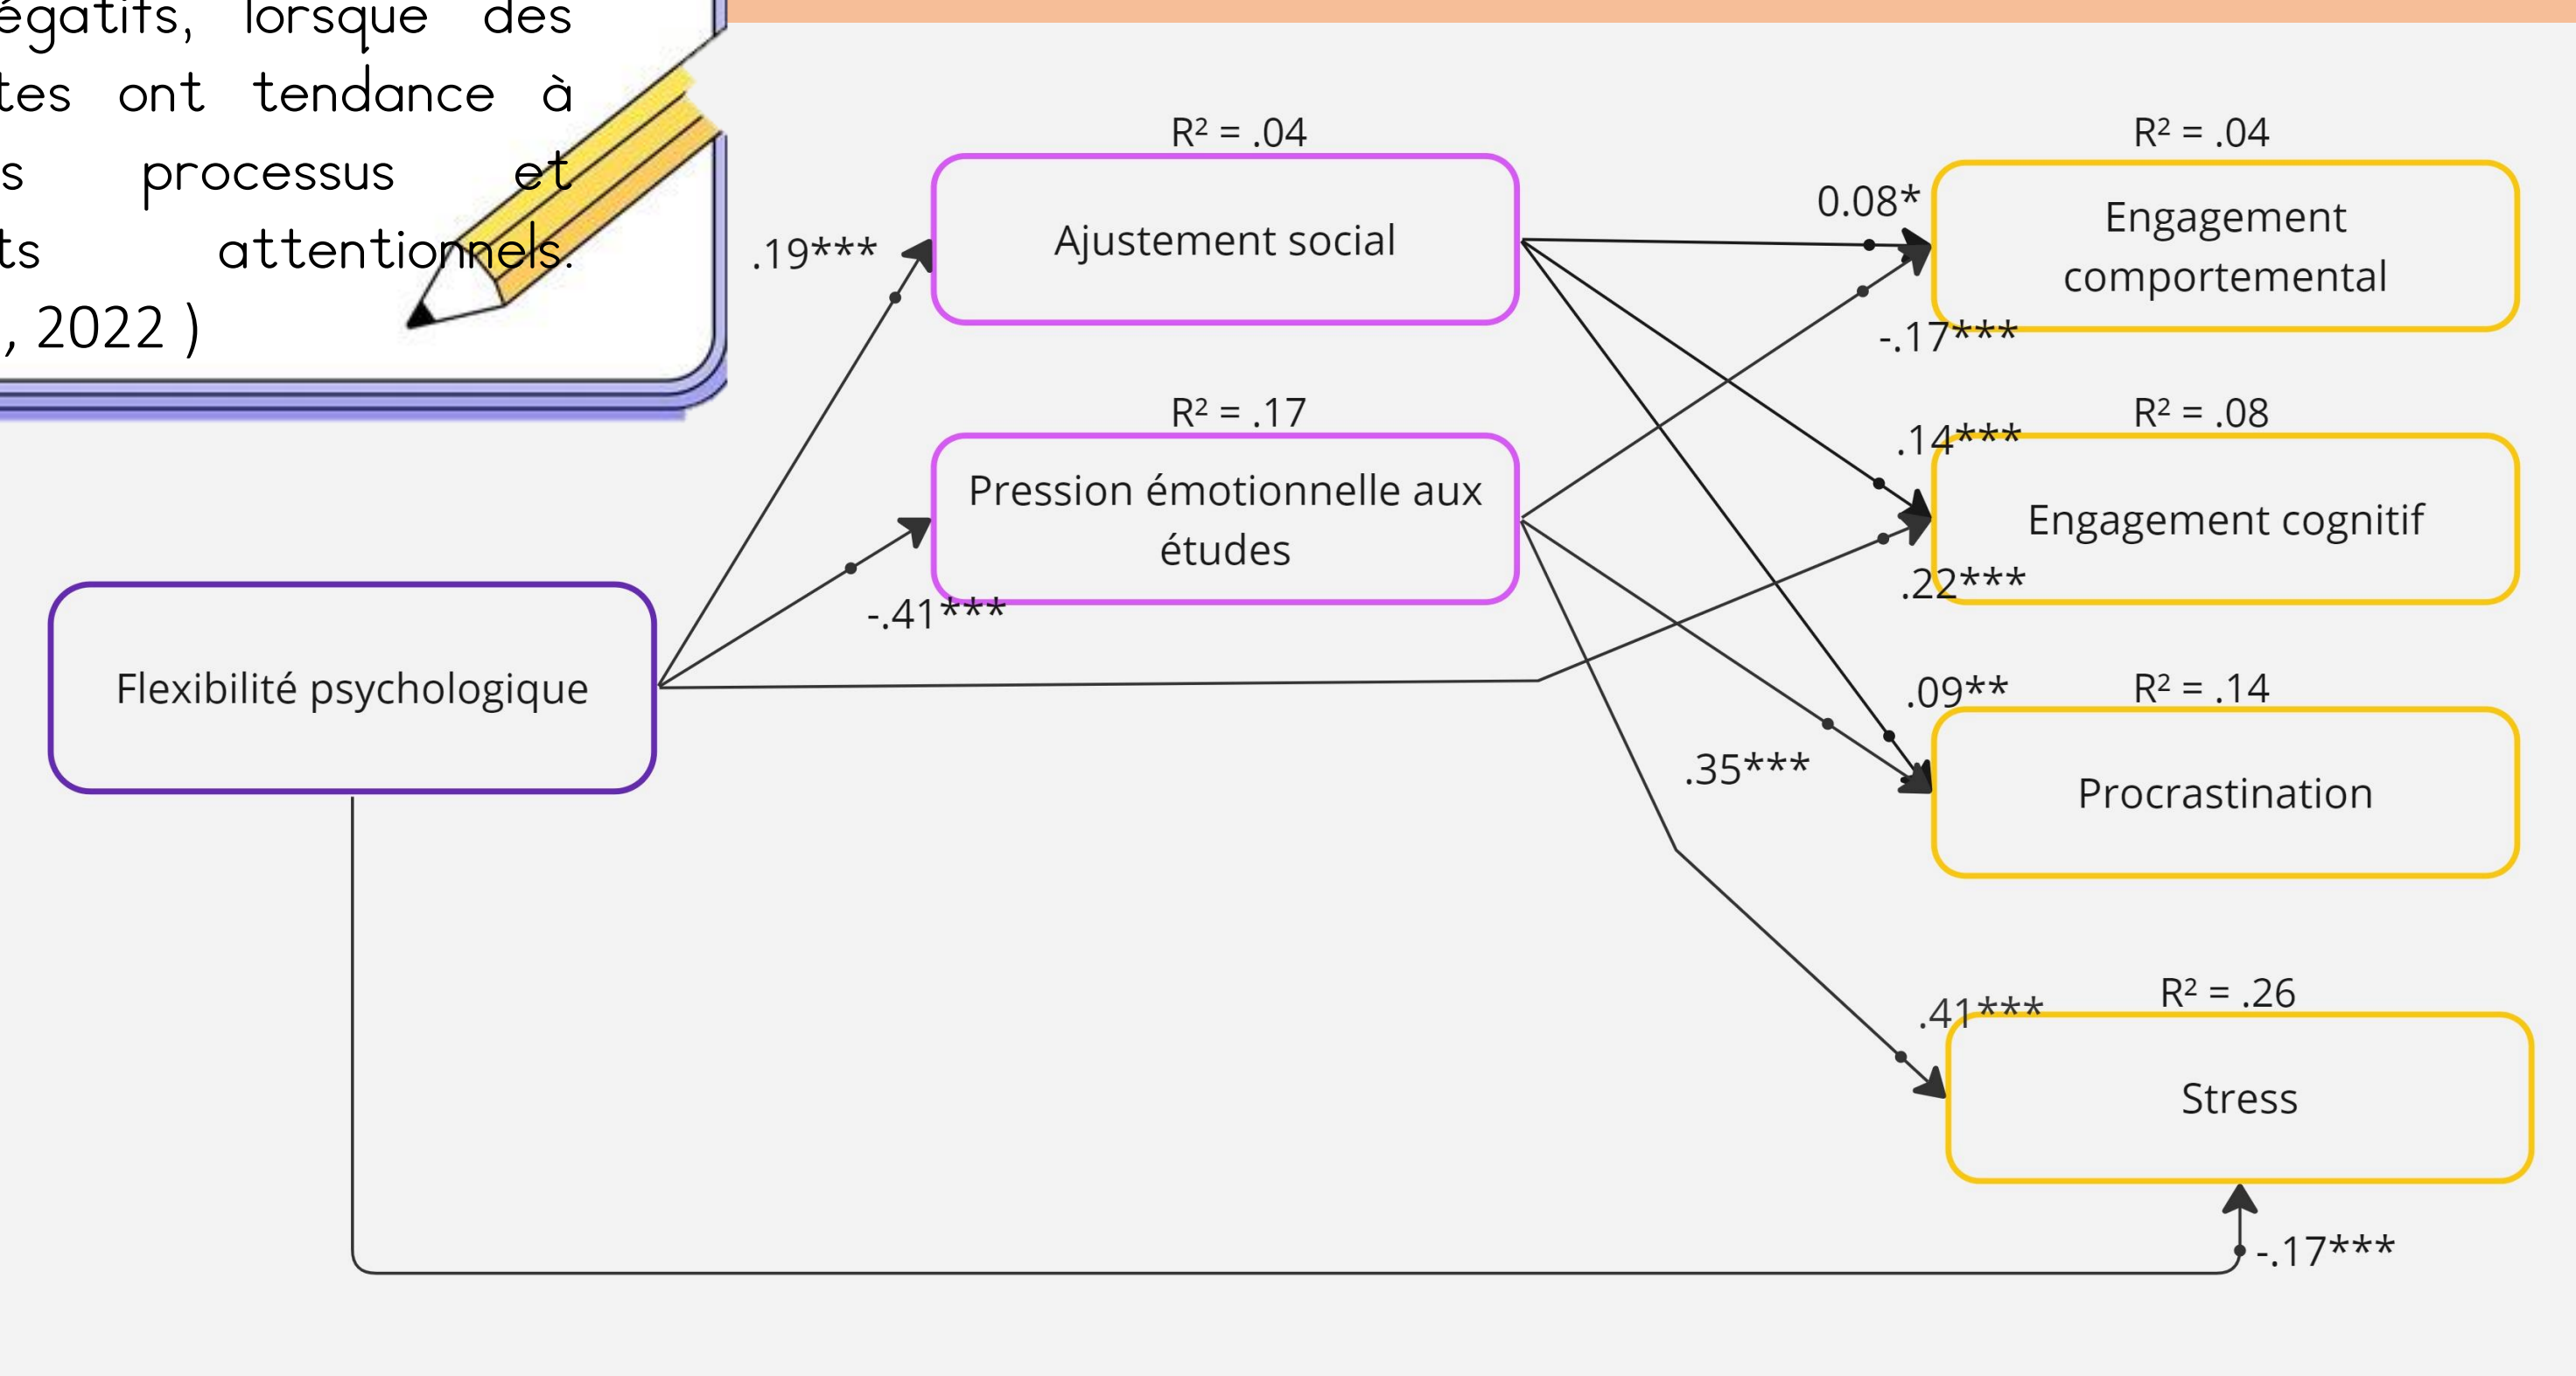 égatifs, lorsque des
tes ont tendance à
s processus et
ts attentionnels.
, 2022 )
R² = .04
Ajustement social
.19***
R² = .17
Pression émotionnelle aux
études
-.41***
Flexibilité psychologique
R² = .04
0.08*
Engagement
comportemental
-.17***
R² = .08
.14***
Engagement cognitif
.22***
.09**
R² = .14
.35***
Procrastination
R² = .26
.41***
Stress
-.17***